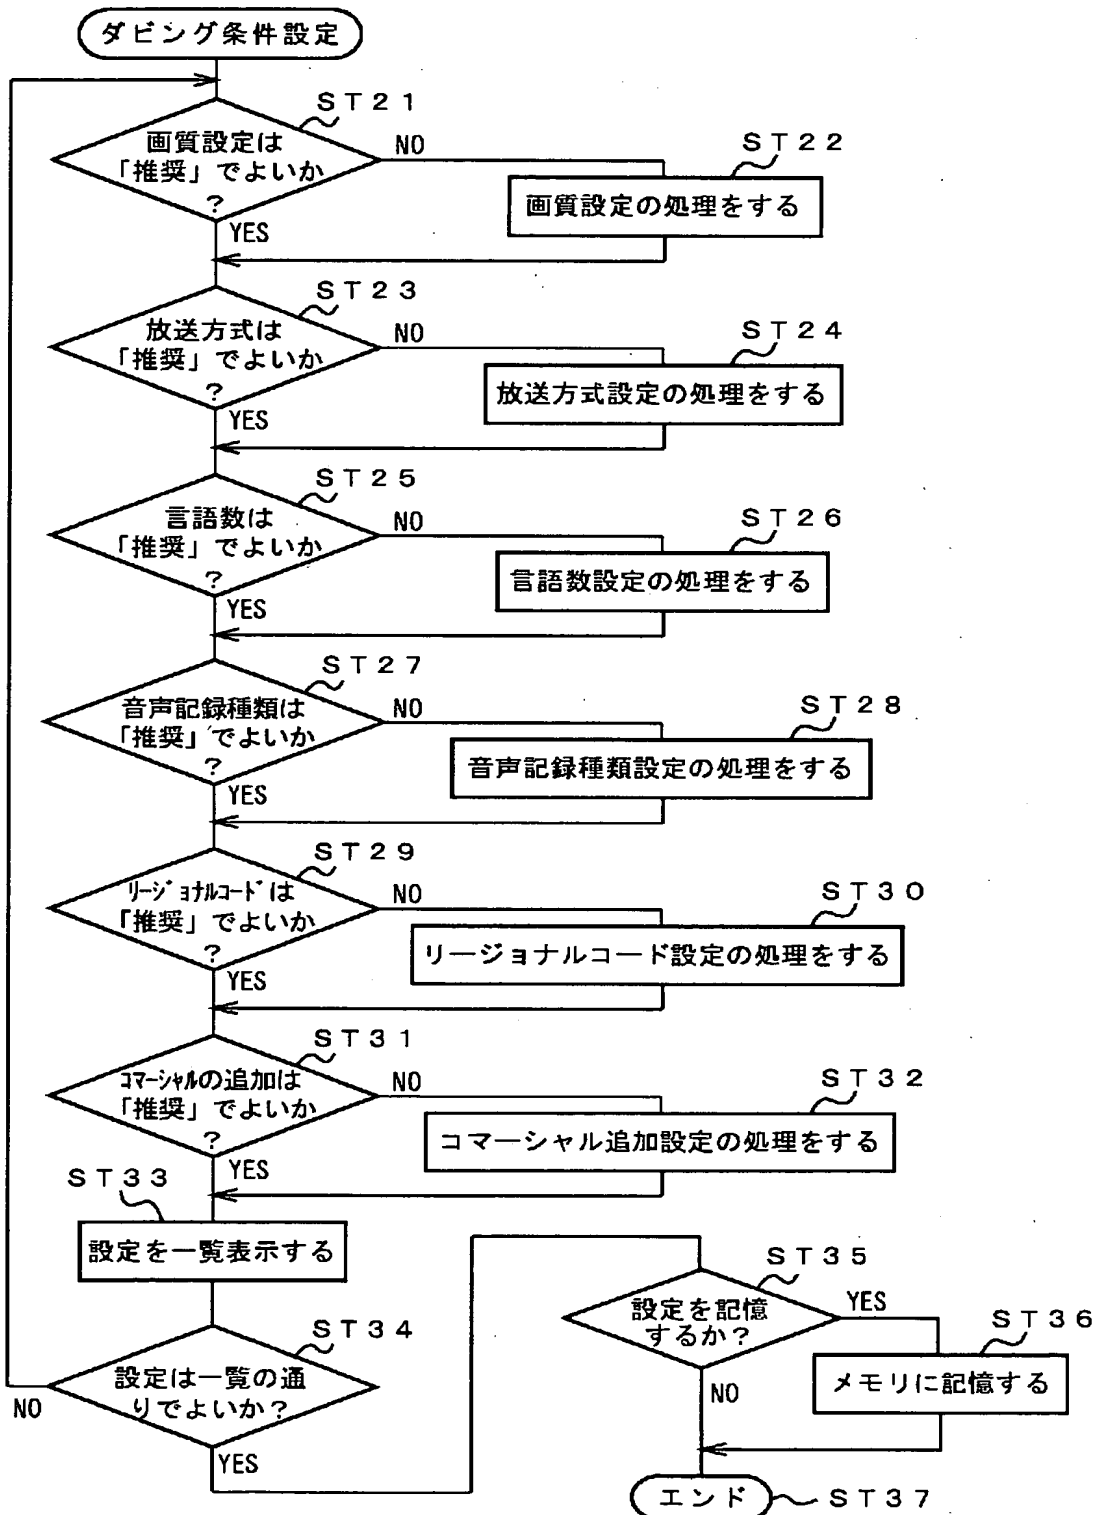 ダビング条件設定
ST21
画質設定は
「推奨」でよいか
?
NO
YES
ST22
画質設定の処理をする
ST23
放送方式は
「推奨」でよいか
?
NO
YES
ST24
放送方式設定の処理をする
ST25
言語数は
「推奨」でよいか
?
NO
YES
ST26
言語数設定の処理をする
ST27
音声記録種類は
「推奨」でよいか
?
NO
YES
ST28
音声記録種類設定の処理をする
ST29
リージョナルコードは
「推奨」でよいか
?
NO
YES
ST30
リージョナルコード設定の処理をする
ST31
コマーシャルの追加は
「推奨」でよいか
?
NO
YES
ST32
コマーシャル追加設定の処理をする
ST33
設定を一覧表示する
ST34
設定は一覧の通
りでよいか?
NO
YES
ST35
設定を記憶
するか?
YES
NO
ST36
メモリに記憶する
エンド
ST37